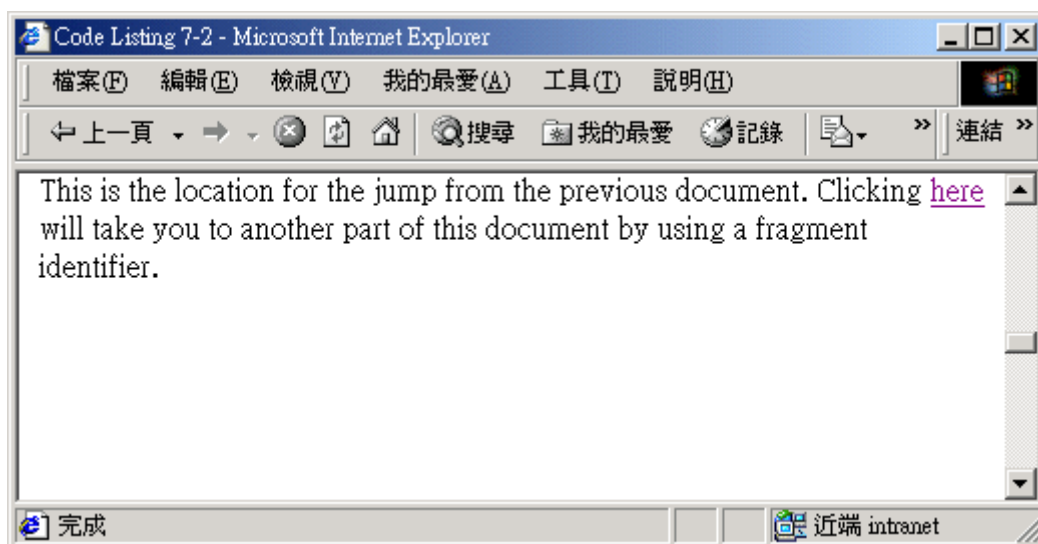 Code Listing 7-2 - Microsoft Internet Explorer
檔案(F) 編輯(E) 檢視(V) 我的最愛(A) 工具(T) 說明(H)
上一頁 搜尋 我的最愛 記錄 » 連結 »
This is the location for the jump from the previous document. Clicking here
will take you to another part of this document by using a fragment
identifier.
完成 近端 intranet